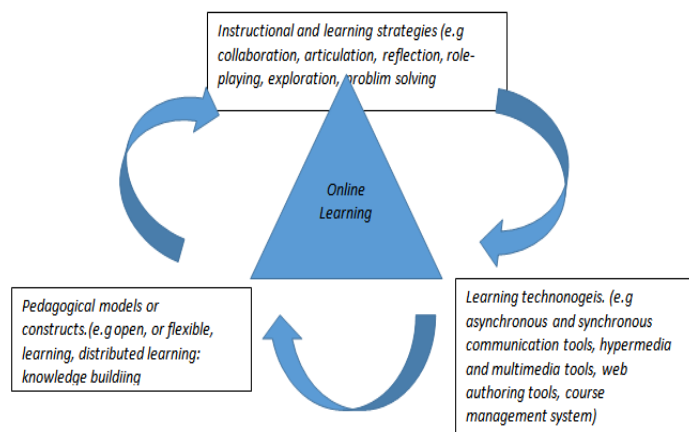 Instructional and learning strategies (e.g
collaboration, articulation, reflection, role-
playing, exploration, problim solving
Online
Learning
Pedagogical models or
constructs.(e.g open, or flexible,
learning, distributed learning:
knowledge buildiing
Learning technonogeis. (e.g
asynchronous and synchronous
communication tools, hypermedia
and multimedia tools, web
authoring tools, course
management system)